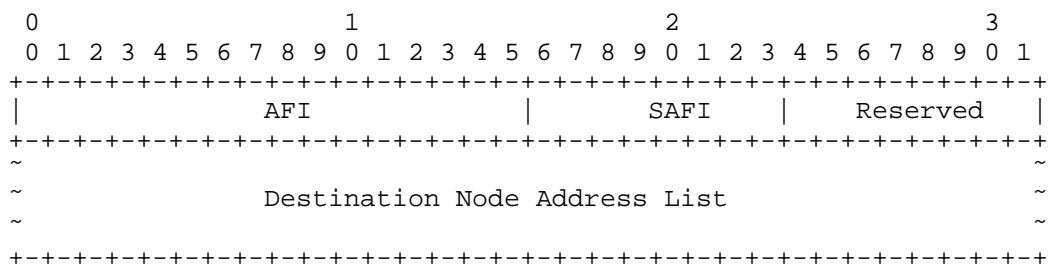 0                   1                   2                   3
 0 1 2 3 4 5 6 7 8 9 0 1 2 3 4 5 6 7 8 9 0 1 2 3 4 5 6 7 8 9 0 1
+-+-+-+-+-+-+-+-+-+-+-+-+-+-+-+-+-+-+-+-+-+-+-+-+-+-+-+-+-+-+-+-+
|               AFI             |       SAFI    |    Reserved   |
+-+-+-+-+-+-+-+-+-+-+-+-+-+-+-+-+-+-+-+-+-+-+-+-+-+-+-+-+-+-+-+-+
~                                                               ~
~               Destination Node Address List                   ~
~                                                               ~
+-+-+-+-+-+-+-+-+-+-+-+-+-+-+-+-+-+-+-+-+-+-+-+-+-+-+-+-+-+-+-+-+